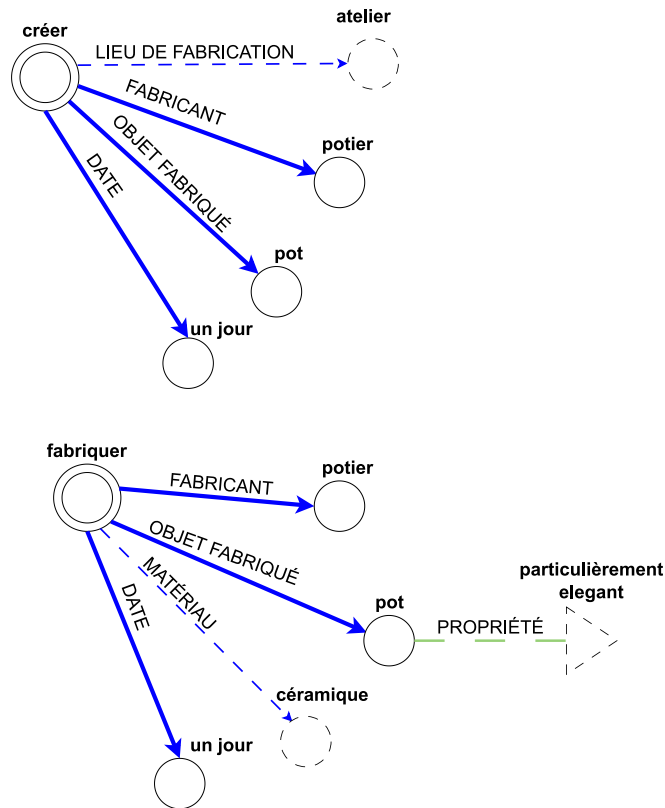 créer
atelier
LIEU DE FABRICATION
FABRICANT
potier
OBJET FABRIQUÉ
DATE
pot
un jour
fabriquer
potier
FABRICANT
OBJET FABRIQUÉ
MATÉRIAU
DATE
pot
particulièrement
elegant
PROPRIÉTÉ
céramique
un jour